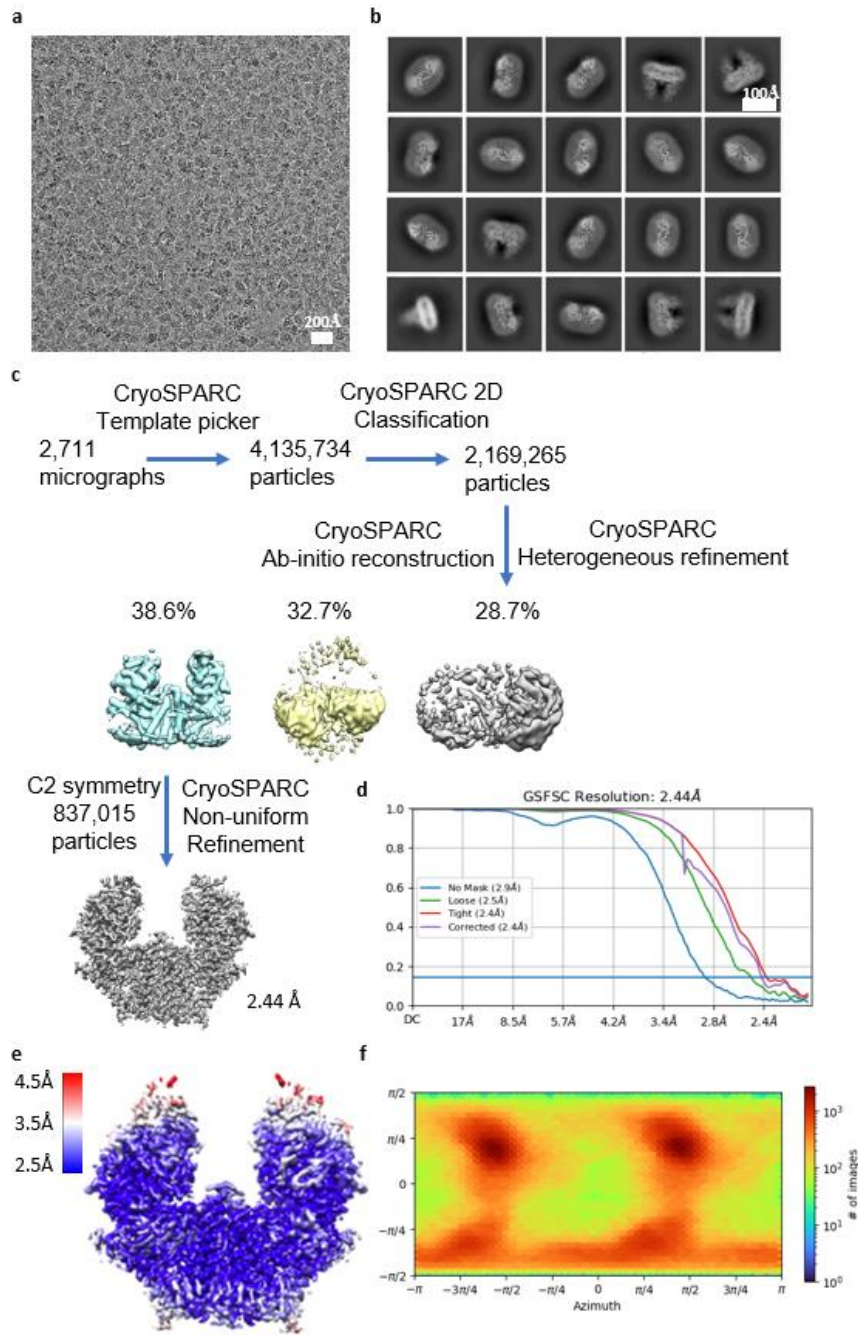 a
b
100Å
200Å
c
CryoSPARC
Template picker
CryoSPARC 2D
Classification
2,711
micrographs
4,135,734
particles
2,169,265
particles
CryoSPARC
Ab-initio reconstruction
CryoSPARC
Heterogeneous refinement
38.6%
32.7%
28.7%
C2 symmetry
837,015
particles
CryoSPARC
Non-uniform
Refinement
2.44 Å
d
GSFSC Resolution: 2.44Å
1.0
0.8
0.6
0.4
0.2
0.0
No Mask (2.9Å)
Loose (2.5Å)
Tight (2.4Å)
Corrected (2.4Å)
DC 17Å 8.5Å 5.7Å 4.2Å 3.4Å 2.8Å 2.4Å
e
4.5Å
3.5Å
2.5Å
f
π/2
π/4
0
−π/4
−π/2
−π −3π/4 −π/2 −π/4 0 π/4 π/2 3π/4 π
Azimuth
10³
10²
10¹
10⁰
# of images